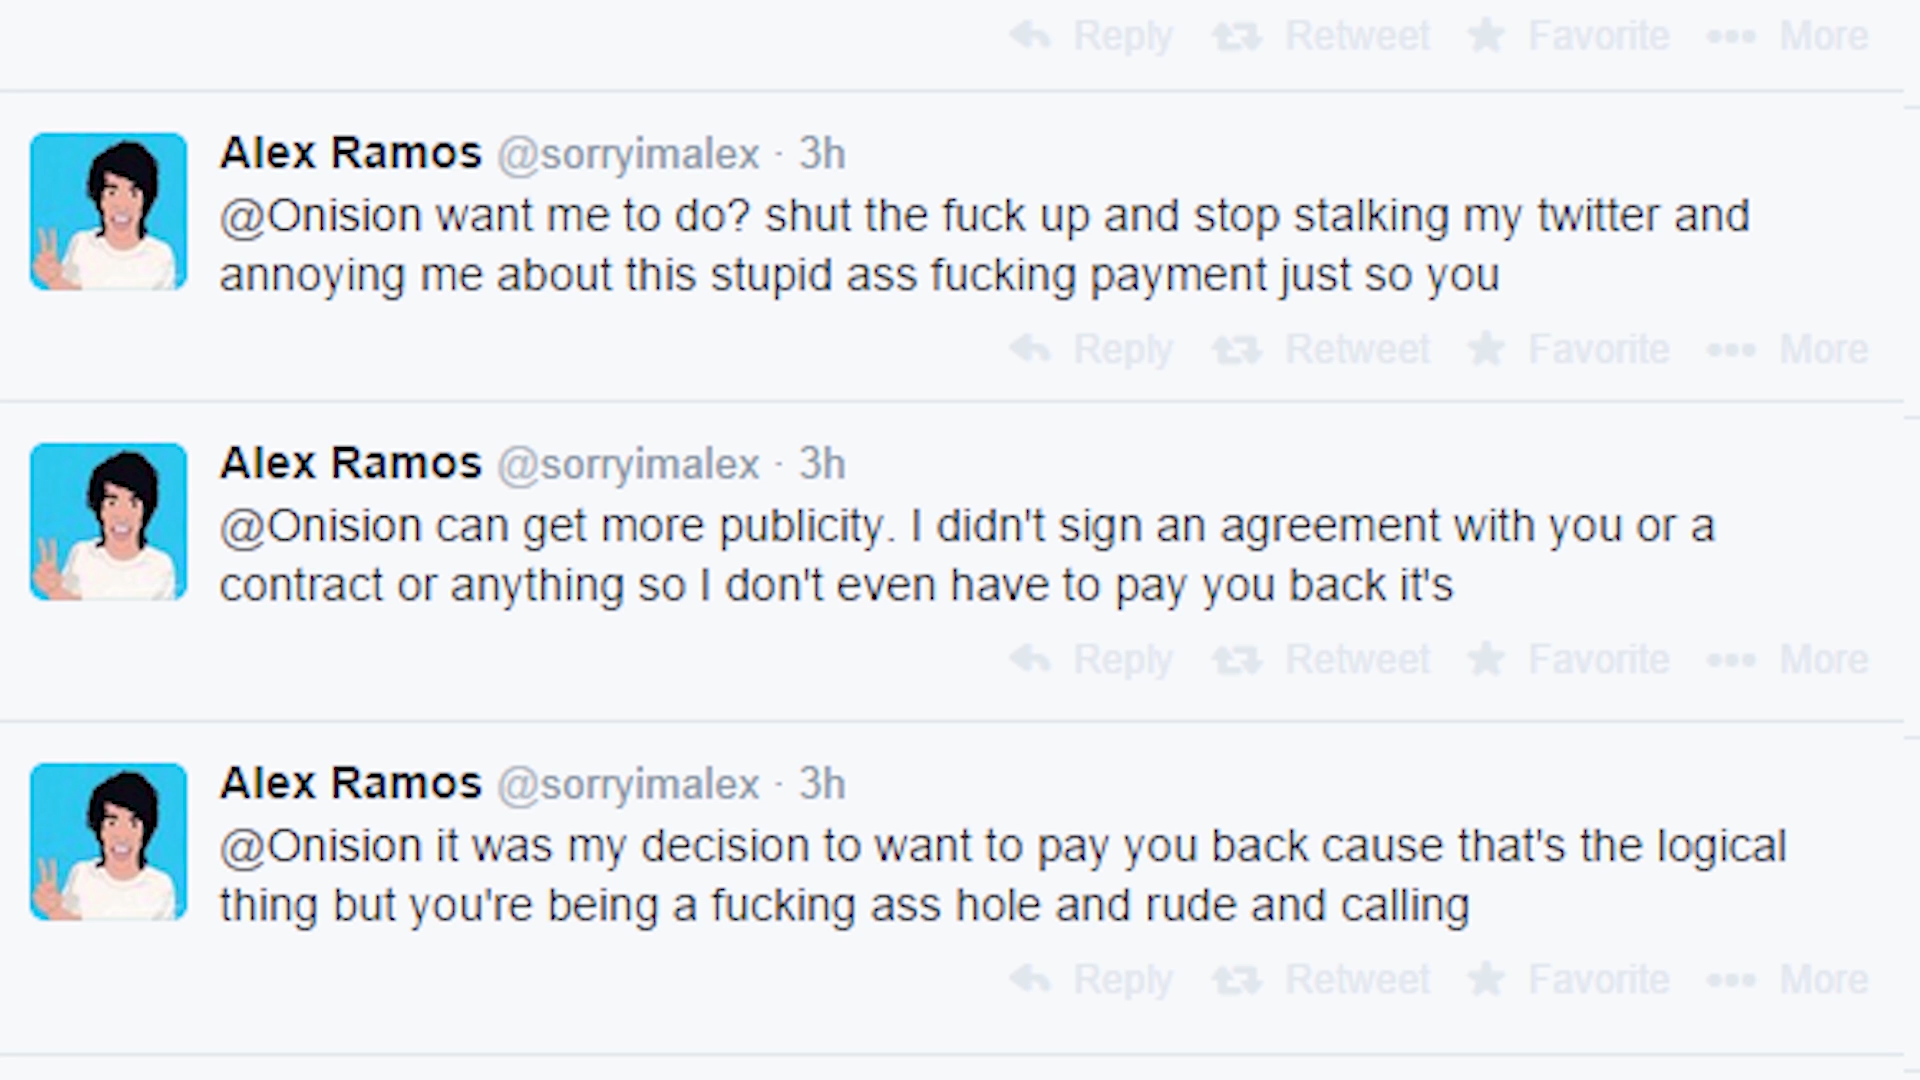 Reply Retweet Favorite More
Alex Ramos @sorryimalex · 3h
@Onision want me to do? shut the fuck up and stop stalking my twitter and
annoying me about this stupid ass fucking payment just so you
Reply Retweet Favorite More
Alex Ramos @sorryimalex · 3h
@Onision can get more publicity. I didn't sign an agreement with you or a
contract or anything so I don't even have to pay you back it's
Reply Retweet Favorite More
Alex Ramos @sorryimalex · 3h
@Onision it was my decision to want to pay you back cause that's the logical
thing but you're being a fucking ass hole and rude and calling
Reply Retweet Favorite More